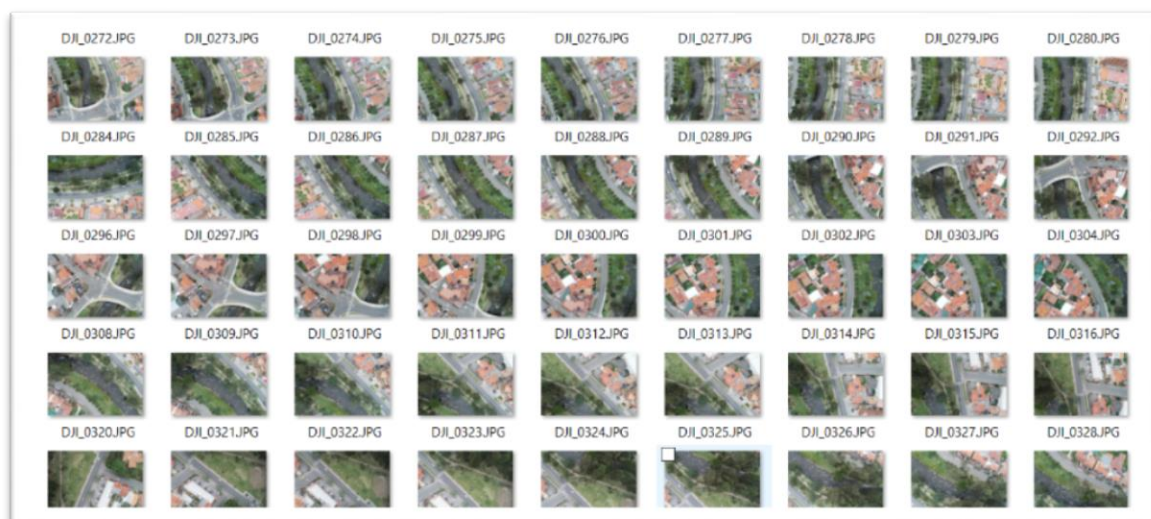 DJI_0272.JPG DJI_0273.JPG DJI_0274.JPG DJI_0275.JPG DJI_0276.JPG DJI_0277.JPG DJI_0278.JPG DJI_0279.JPG DJI_0280.JPG
DJI_0284.JPG DJI_0285.JPG DJI_0286.JPG DJI_0287.JPG DJI_0288.JPG DJI_0289.JPG DJI_0290.JPG DJI_0291.JPG DJI_0292.JPG
DJI_0296.JPG DJI_0297.JPG DJI_0298.JPG DJI_0299.JPG DJI_0300.JPG DJI_0301.JPG DJI_0302.JPG DJI_0303.JPG DJI_0304.JPG
DJI_0308.JPG DJI_0309.JPG DJI_0310.JPG DJI_0311.JPG DJI_0312.JPG DJI_0313.JPG DJI_0314.JPG DJI_0315.JPG DJI_0316.JPG
DJI_0320.JPG DJI_0321.JPG DJI_0322.JPG DJI_0323.JPG DJI_0324.JPG DJI_0325.JPG DJI_0326.JPG DJI_0327.JPG DJI_0328.JPG